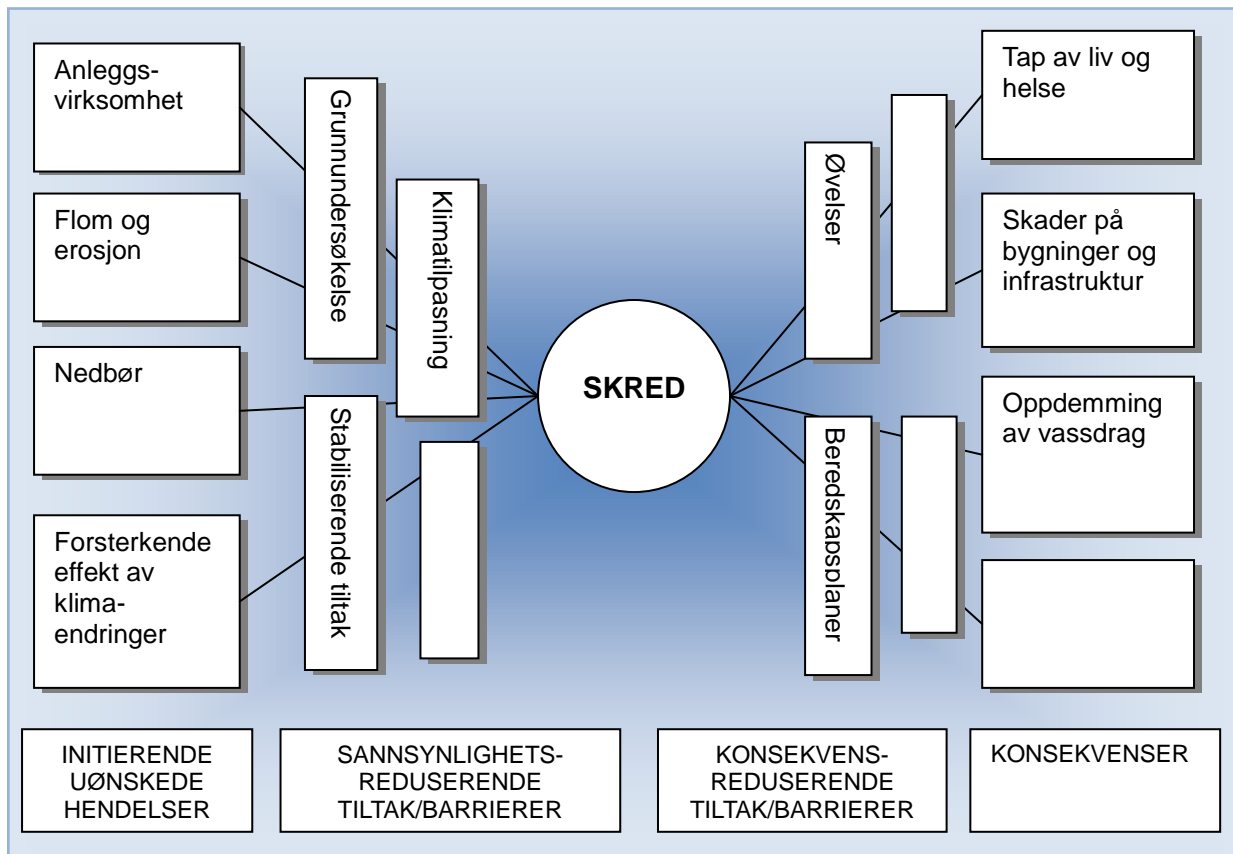 Anleggs-
virksomhet
Flom og
erosjon
Nedbør
Forsterkende
effekt av
klima-
endringer
Grunnundersøkelse
Klimatilpasning
Stabiliserende tiltak
SKRED
Øvelser
Beredskapsplaner
Tap av liv og
helse
Skader på
bygninger og
infrastruktur
Oppdemming
av vassdrag
INITIERENDE
UØNSKEDE
HENDELSER
SANNSYNLIGHETS-
REDUSERENDE
TILTAK/BARRIERER
KONSEKVENS-
REDUSERENDE
TILTAK/BARRIERER
KONSEKVENSER